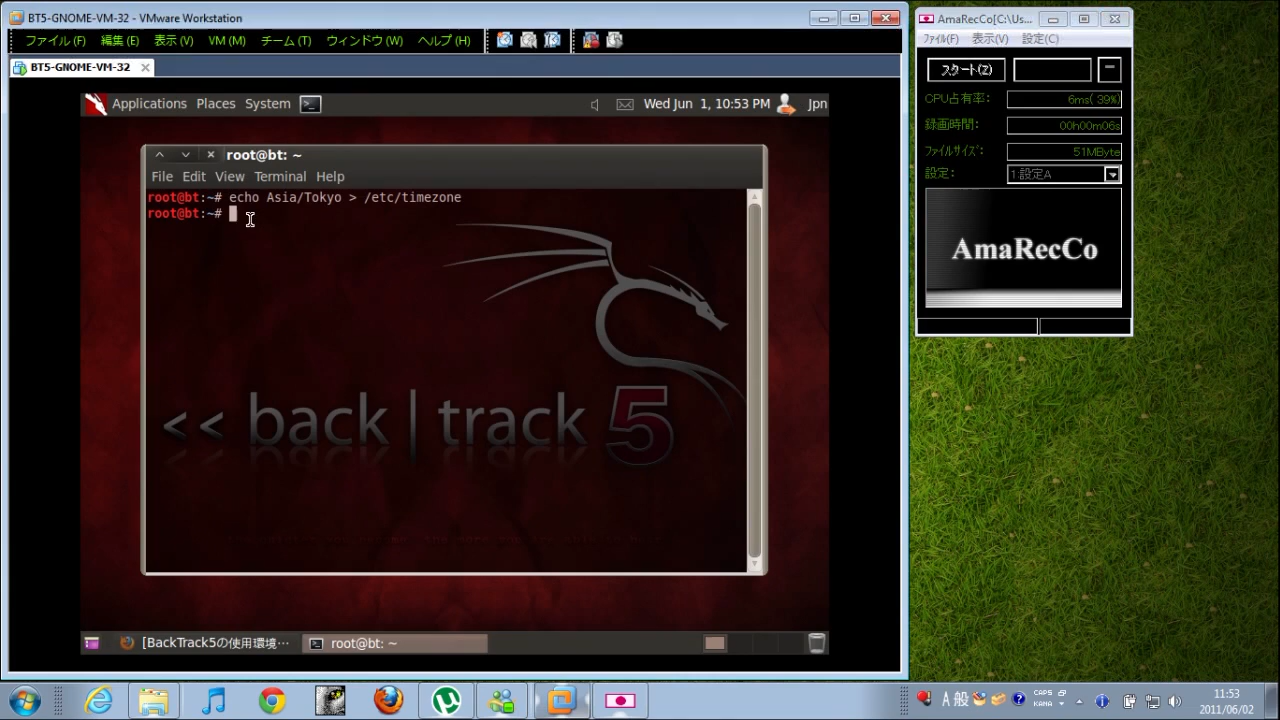 BT5-GNOME-VM-32 - VMware Workstation
ファイル (F) 編集 (E) 表示 (V) VM (M) チーム (T) ウィンドウ (W) ヘルプ (H)
BT5-GNOME-VM-32
Applications Places System Wed Jun 1, 10:53 PM Jpn
root@bt: ~
File Edit View Terminal Help
root@bt:~# echo Asia/Tokyo > /etc/timezone
root@bt:~#
<< back | track 5
[BackTrack5の使用環境… root@bt: ~
AmaRecCo[C:\Us...
ファイル(F) 表示(V) 設定(C)
スタート(Z) -
CPU占有率: 6ms( 39%)
録画時間: 00h00m06s
ファイルサイズ: 51MByte
設定: 1:設定A
AmaRecCo
A 般 CAPS KANA 11:53
2011/06/02